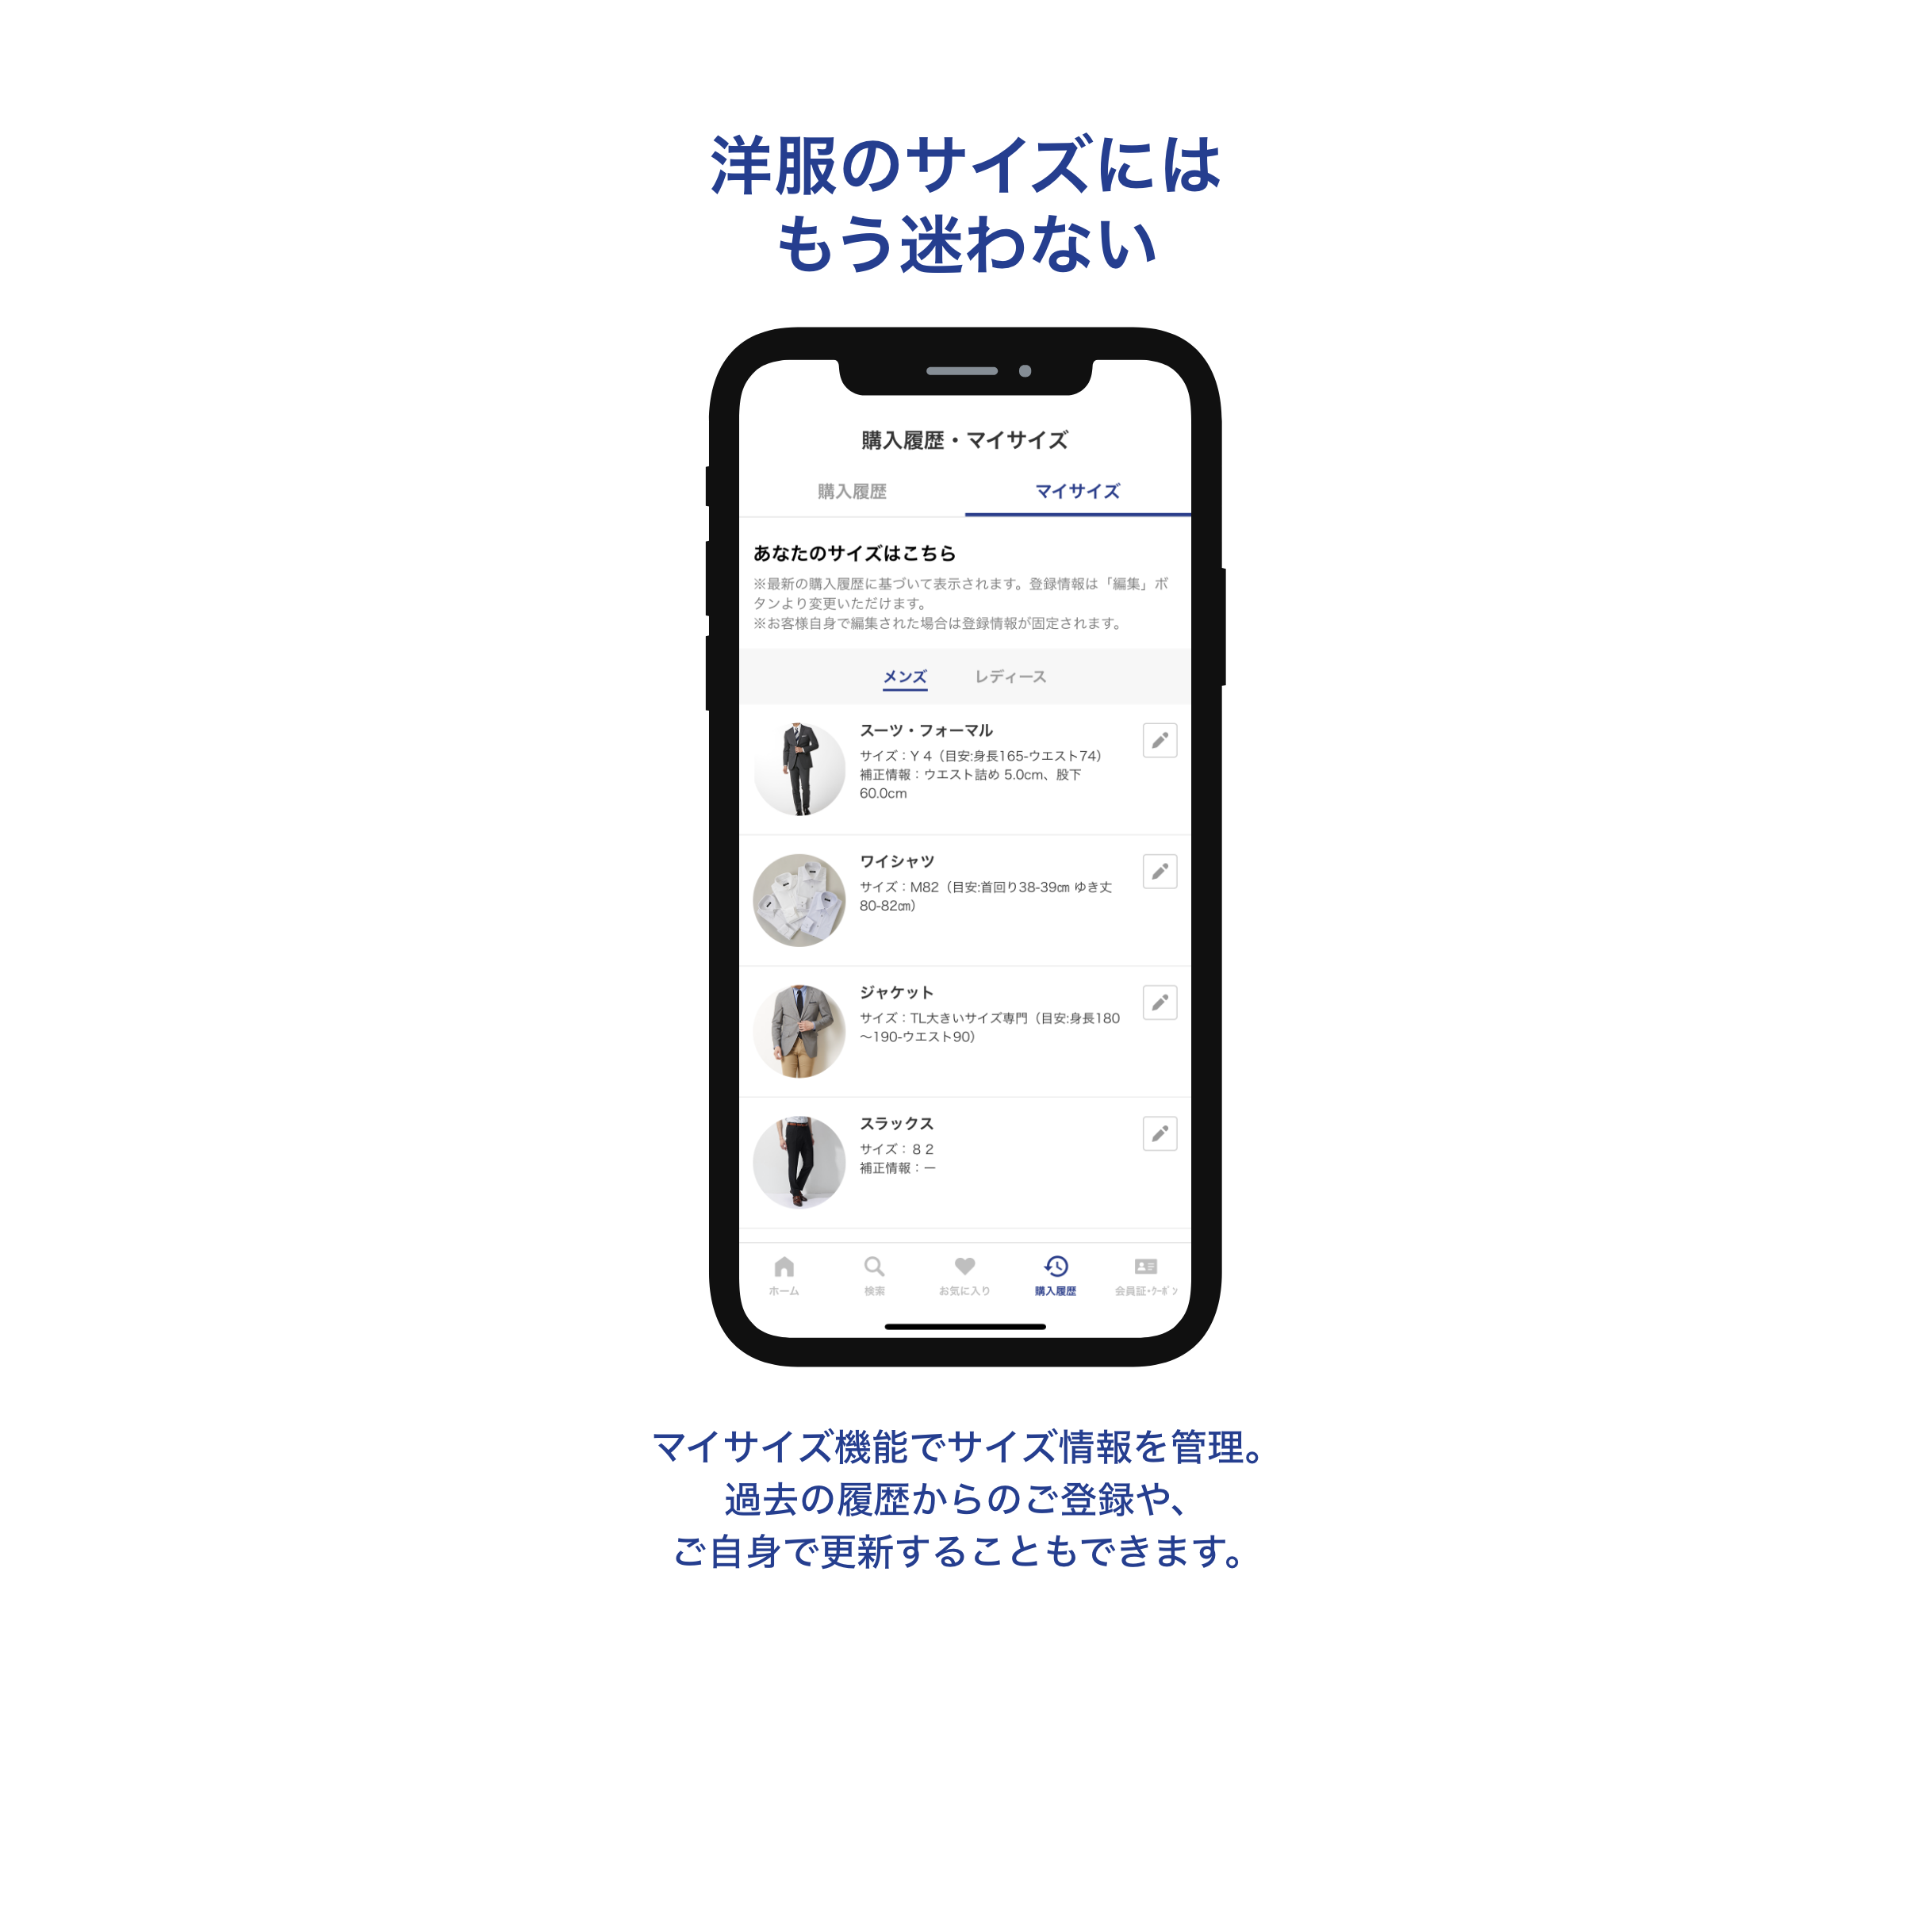 洋服のサイズには
もう迷わない
購入履歴・マイサイズ
購入履歴
マイサイズ
あなたのサイズはこちら
※最新の購入履歴に基づいて表示されます。登録情報は「編集」ボ
タンより変更いただけます。
※お客様自身で編集された場合は登録情報が固定されます。
メンズ
レディース
スーツ・フォーマル
サイズ：Y 4（目安:身長165-ウエスト74）
補正情報：ウエスト詰め 5.0cm、股下
60.0cm
ワイシャツ
サイズ：M82（目安:首回り38-39㎝ ゆき丈
80-82㎝）
ジャケット
サイズ：TL大きいサイズ専門（目安:身長180
〜190-ウエスト90）
スラックス
サイズ：８２
補正情報：ー
ホーム
検索
お気に入り
購入履歴
会員証・ｸｰﾎﾟﾝ
マイサイズ機能でサイズ情報を管理。
過去の履歴からのご登録や、
ご自身で更新することもできます。